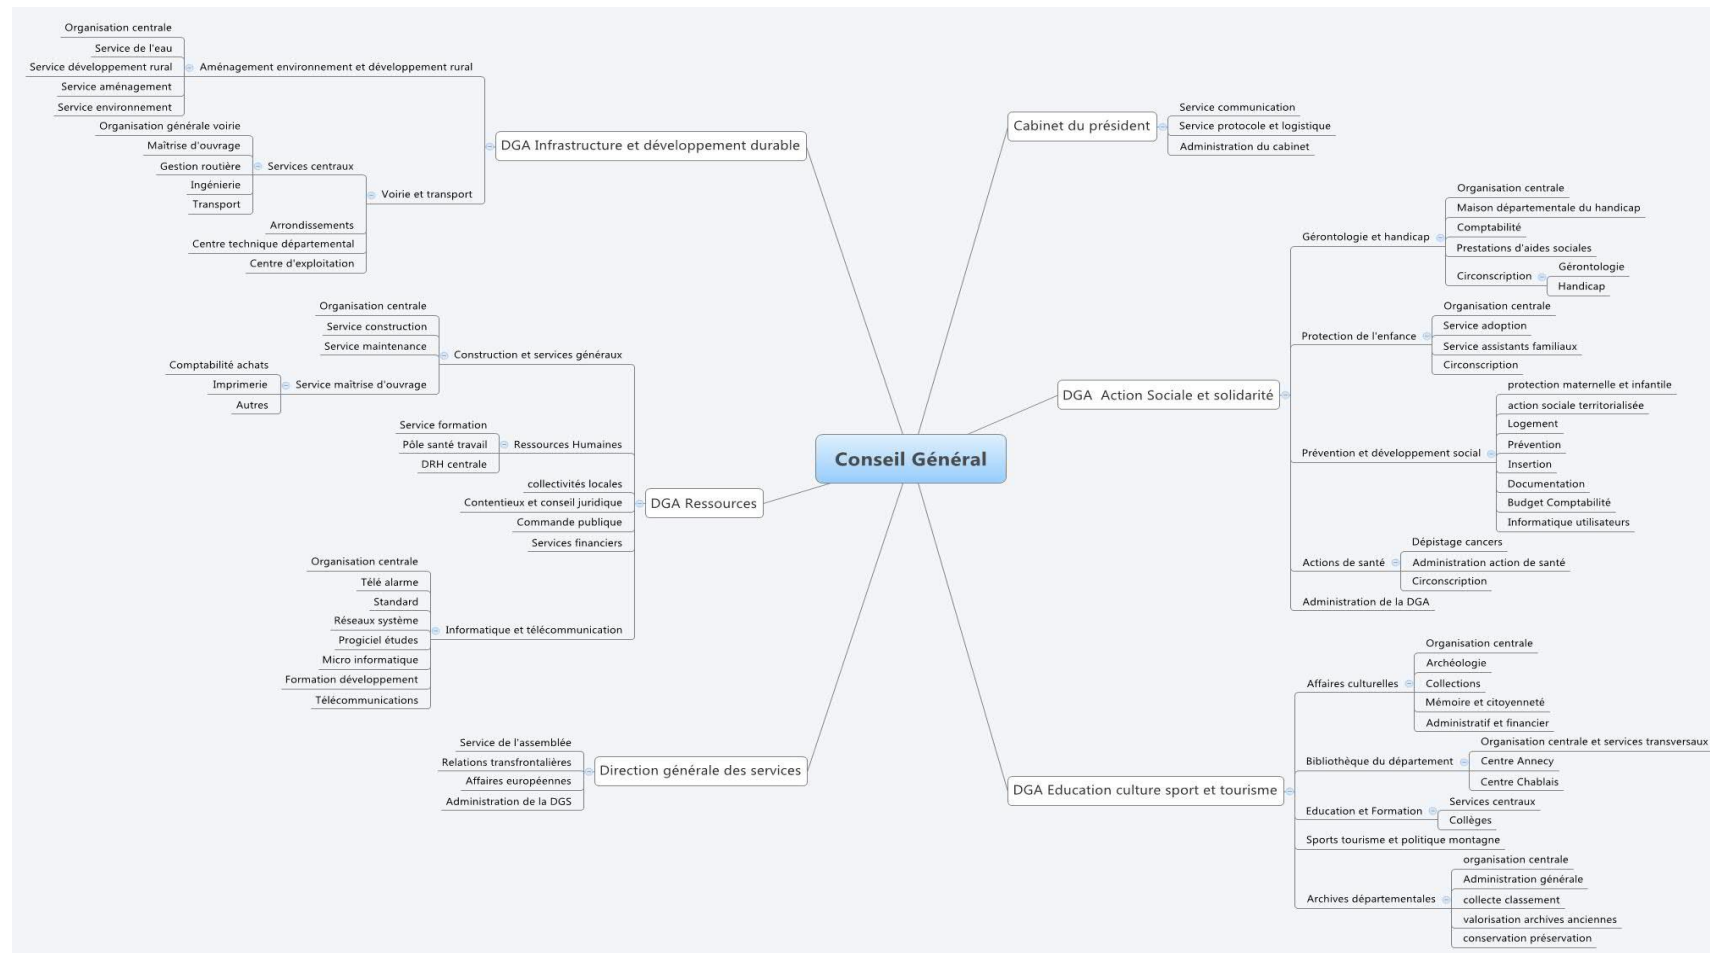 Conseil Général
Cabinet du président
Service communication
Service protocole et logistique
Administration du cabinet
DGA  Action Sociale et solidarité
Gérontologie et handicap
Organisation centrale
Maison départementale du handicap
Comptabilité
Prestations d'aides sociales
Circonscription
Gérontologie
Handicap
Protection de l'enfance
Organisation centrale
Service adoption
Service assistants familiaux
Circonscription
Prévention et développement social
protection maternelle et infantile
action sociale territorialisée
Logement
Prévention
Insertion
Documentation
Budget Comptabilité
Informatique utilisateurs
Actions de santé
Dépistage cancers
Administration action de santé
Circonscription
Administration de la DGA
DGA Education culture sport et tourisme
Affaires culturelles
Organisation centrale
Archéologie
Collections
Mémoire et citoyenneté
Administratif et financier
Bibliothèque du département
Organisation centrale et services transversaux
Centre Annecy
Centre Chablais
Education et Formation
Services centraux
Collèges
Sports tourisme et politique montagne
Archives départementales
organisation centrale
Administration générale
collecte classement
valorisation archives anciennes
conservation préservation
DGA Infrastructure et développement durable
Aménagement environnement et développement rural
Organisation centrale
Service de l'eau
Service développement rural
Service aménagement
Service environnement
Voirie et transport
Services centraux
Organisation générale voirie
Maîtrise d'ouvrage
Gestion routière
Ingénierie
Transport
Arrondissements
Centre technique départemental
Centre d'exploitation
DGA Ressources
Construction et services généraux
Organisation centrale
Service construction
Service maintenance
Service maîtrise d'ouvrage
Comptabilité achats
Imprimerie
Autres
Ressources Humaines
Service formation
Pôle santé travail
DRH centrale
collectivités locales
Contentieux et conseil juridique
Commande publique
Services financiers
Informatique et télécommunication
Organisation centrale
Télé alarme
Standard
Réseaux système
Progiciel études
Micro informatique
Formation développement
Télécommunications
Direction générale des services
Service de l'assemblée
Relations transfrontalières
Affaires européennes
Administration de la DGS